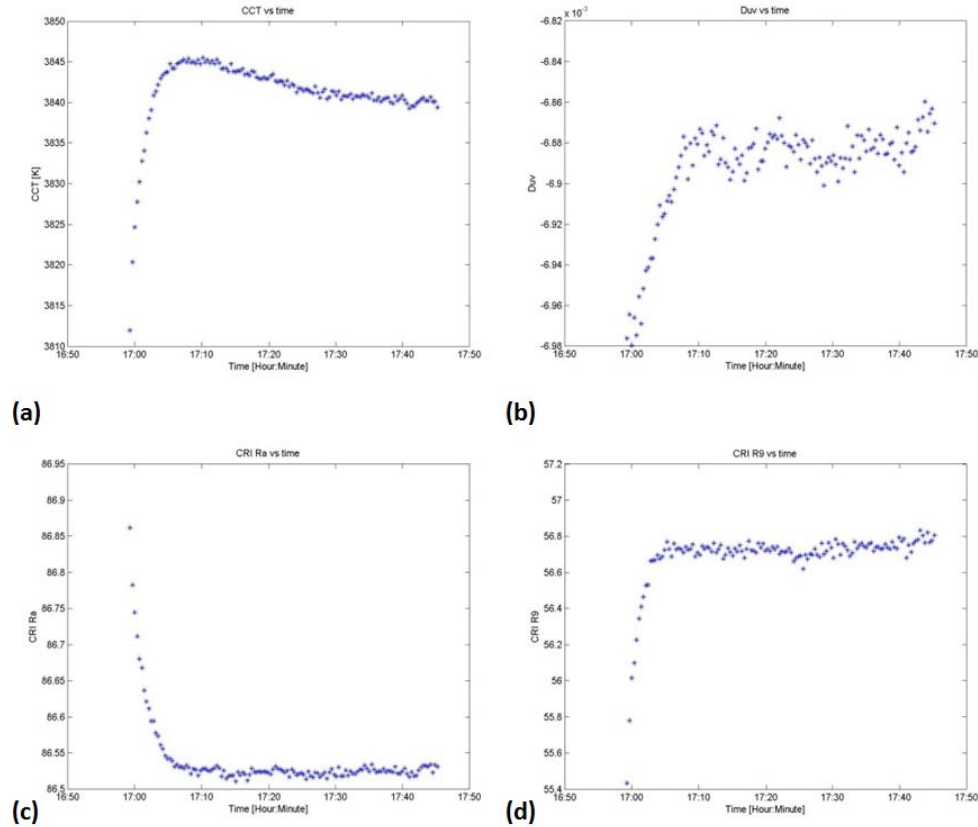 CCT vs time
3850
3845
3840
3835
3830
3825
3820
3815
3810
CCT [K]
16:50 17:00 17:10 17:20 17:30 17:40 17:50
Time [Hour:Minute]
(a)
Duv vs time
x 10⁻³
-6.82
-6.84
-6.86
-6.88
-6.9
-6.92
-6.94
-6.96
-6.98
Duv
16:50 17:00 17:10 17:20 17:30 17:40 17:50
Time [Hour:Minute]
(b)
CRI Ra vs time
86.95
86.9
86.85
86.8
86.75
86.7
86.65
86.6
86.55
86.5
CRI Ra
16:50 17:00 17:10 17:20 17:30 17:40 17:50
Time [Hour:Minute]
(c)
CRI R9 vs time
57.2
57
56.8
56.6
56.4
56.2
56
55.8
55.6
55.4
CRI R9
16:50 17:00 17:10 17:20 17:30 17:40 17:50
Time [Hour:Minute]
(d)